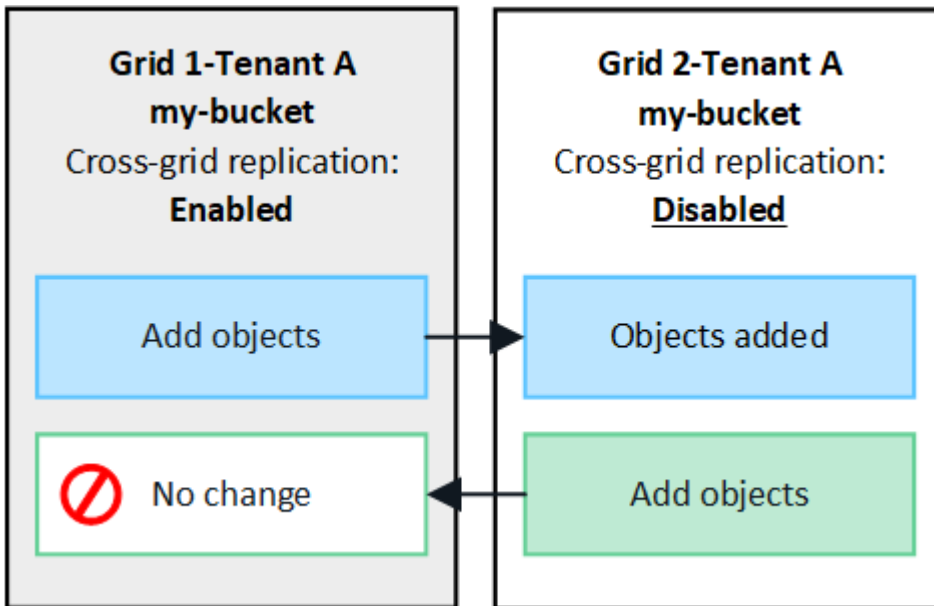 Grid 1-Tenant A
my-bucket
Cross-grid replication:
Enabled
Add objects
No change
Grid 2-Tenant A
my-bucket
Cross-grid replication:
Disabled
Objects added
Add objects